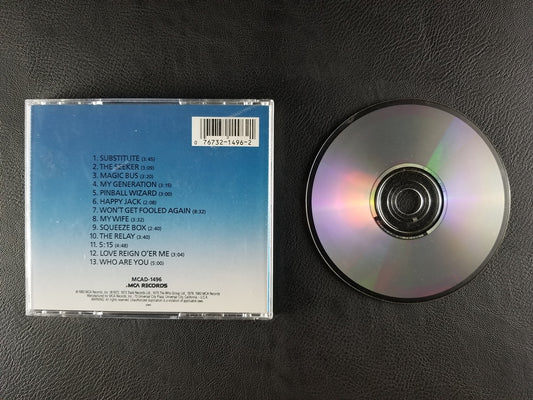 0 76732-1496-2
1. SUBSTITUTE (3:45)
2. THE SEEKER (3:09)
3. MAGIC BUS (3:20)
4. MY GENERATION (3:15)
5. PINBALL WIZARD (3:00)
6. HAPPY JACK (2:08)
7. WON'T GET FOOLED AGAIN (8:32)
8. MY WIFE (3:32)
9. SQUEEZE BOX (2:40)
10. THE RELAY (3:40)
11. 5:15 (4:48)
12. LOVE REIGN O'ER ME (3:04)
13. WHO ARE YOU (5:00)
MCAD-1496
MCA RECORDS